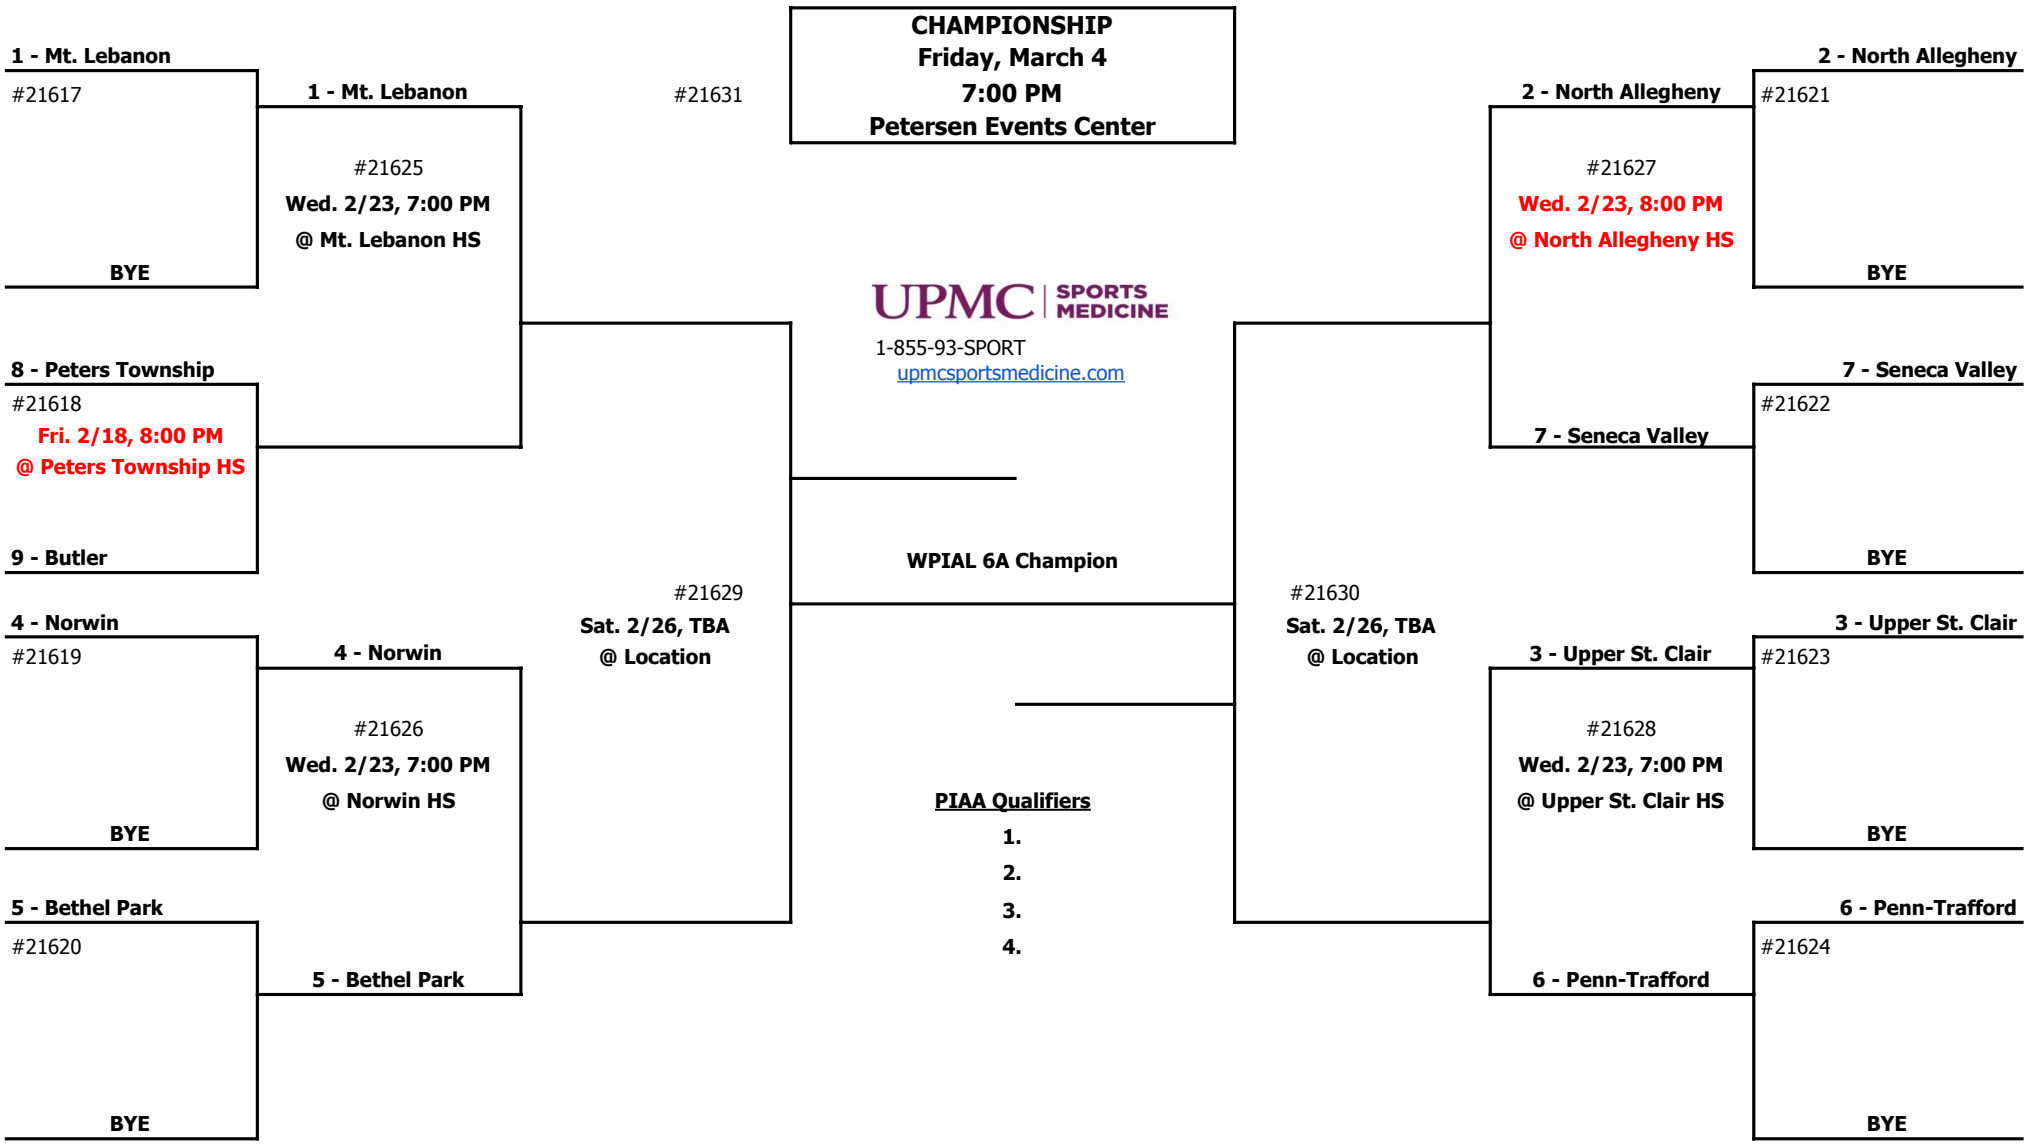 CHAMPIONSHIP
Friday, March 4
7:00 PM
Petersen Events Center
#21631
1 - Mt. Lebanon
#21617
BYE
1 - Mt. Lebanon
#21625
Wed. 2/23, 7:00 PM
@ Mt. Lebanon HS
8 - Peters Township
#21618
Fri. 2/18, 8:00 PM
@ Peters Township HS
9 - Butler
4 - Norwin
#21619
BYE
4 - Norwin
#21626
Wed. 2/23, 7:00 PM
@ Norwin HS
5 - Bethel Park
#21620
BYE
5 - Bethel Park
#21629
Sat. 2/26, TBA
@ Location
UPMC | SPORTS
MEDICINE
1-855-93-SPORT
upmcsportsmedicine.com
WPIAL 6A Champion
PIAA Qualifiers
1.
2.
3.
4.
#21630
Sat. 2/26, TBA
@ Location
2 - North Allegheny
#21627
Wed. 2/23, 8:00 PM
@ North Allegheny HS
7 - Seneca Valley
2 - North Allegheny
#21621
BYE
7 - Seneca Valley
#21622
BYE
3 - Upper St. Clair
#21628
Wed. 2/23, 7:00 PM
@ Upper St. Clair HS
6 - Penn-Trafford
3 - Upper St. Clair
#21623
BYE
6 - Penn-Trafford
#21624
BYE